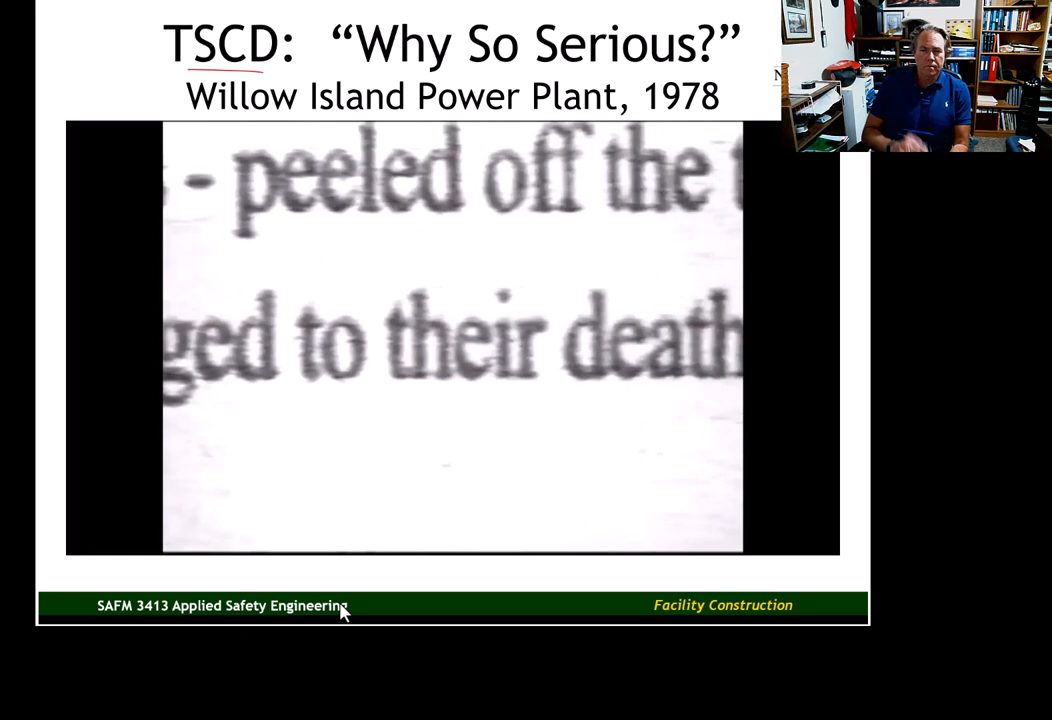 TSCD: “Why So Serious?”
Willow Island Power Plant, 1978
- peeled off the
ged to their death
SAFM 3413 Applied Safety Engineering
Facility Construction